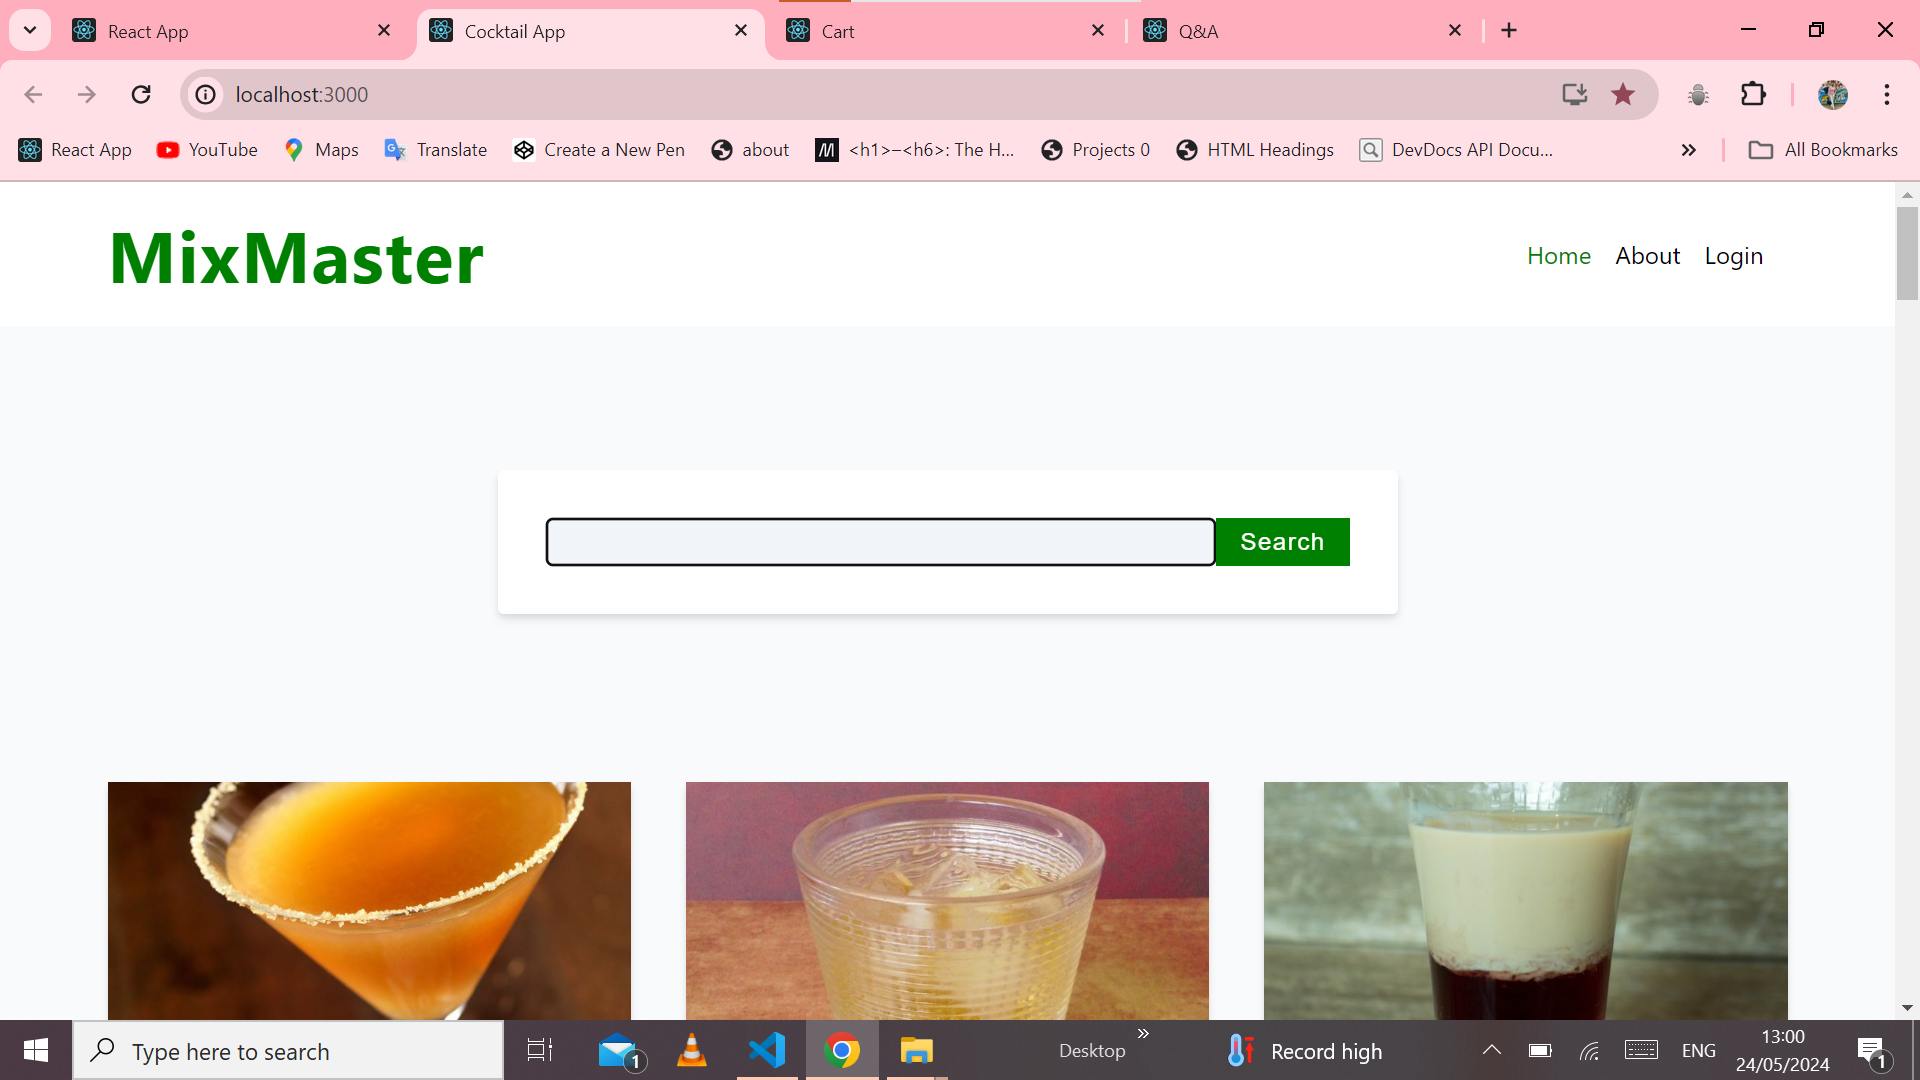 React App
Cocktail App
Cart
Q&A
localhost:3000
React App
YouTube
Maps
Translate
Create a New Pen
about
<h1>–<h6>: The H...
Projects 0
HTML Headings
DevDocs API Docu...
All Bookmarks
MixMaster
Home
About
Login
Search
Type here to search
1
Desktop
Record high
ENG
13:00
24/05/2024
1